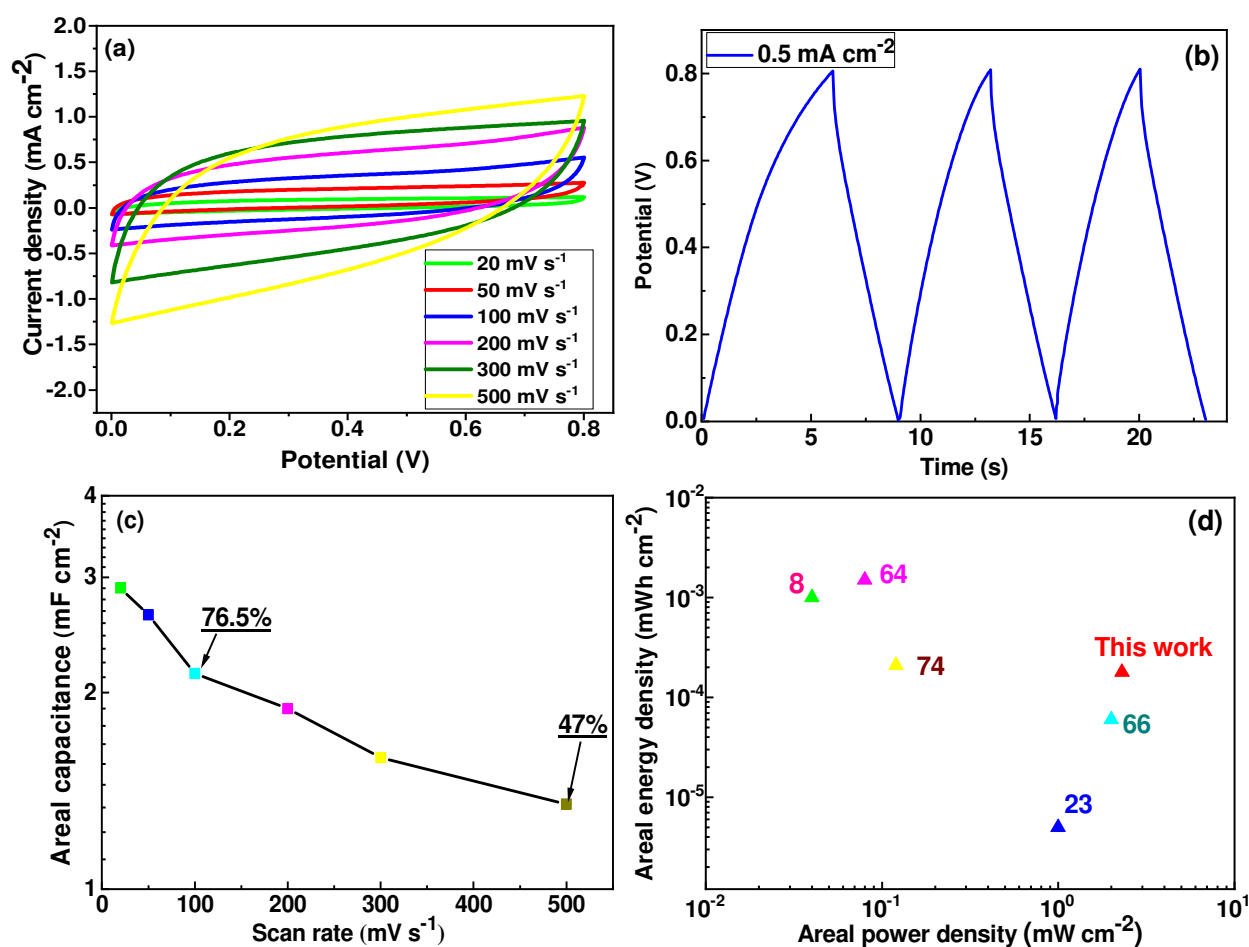 (a)
2.0
1.5
1.0
0.5
0.0
-0.5
-1.0
-1.5
-2.0
Current density (mA cm⁻²)
20 mV s⁻¹
50 mV s⁻¹
100 mV s⁻¹
200 mV s⁻¹
300 mV s⁻¹
500 mV s⁻¹
0.0 0.2 0.4 0.6 0.8
Potential (V)
0.5 mA cm⁻²
(b)
0.8
0.6
0.4
0.2
0.0
Potential (V)
0 5 10 15 20
Time (s)
(c)
4
3
2
1
Areal capacitance (mF cm⁻²)
76.5%
47%
0 100 200 300 400 500
Scan rate (mV s⁻¹)
(d)
10⁻²
10⁻³
10⁻⁴
10⁻⁵
Areal energy density (mWh cm⁻²)
8
64
74
This work
66
23
10⁻² 10⁻¹ 10⁰ 10¹
Areal power density (mW cm⁻²)